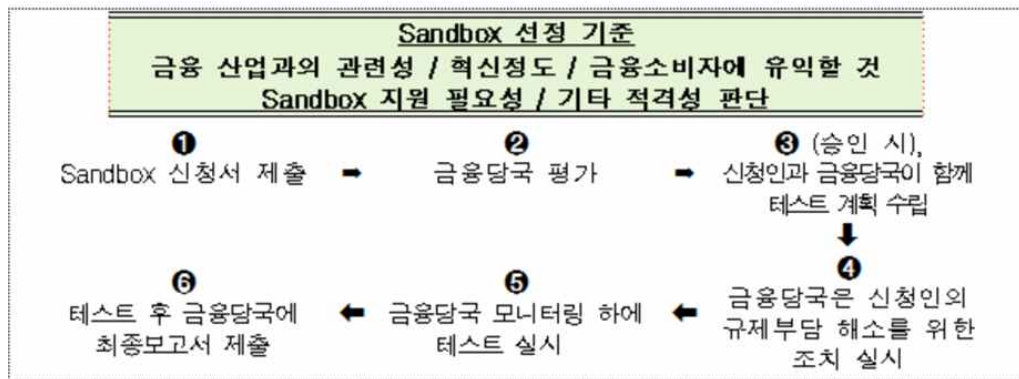 Sandbox 선정 기준
금융 산업과의 관련성 / 혁신정도 / 금융소비자에 유익할 것
Sandbox 지원 필요성 / 기타 적격성 판단
❶
Sandbox 신청서 제출
➡
❷
금융당국 평가
➡
❸ (승인 시),
신청인과 금융당국이 함께
테스트 계획 수립
⬇
❹
금융당국은 신청인의
규제부담 해소를 위한
조치 실시
⬅
❺
금융당국 모니터링 하에
테스트 실시
⬅
❻
테스트 후 금융당국에
최종보고서 제출